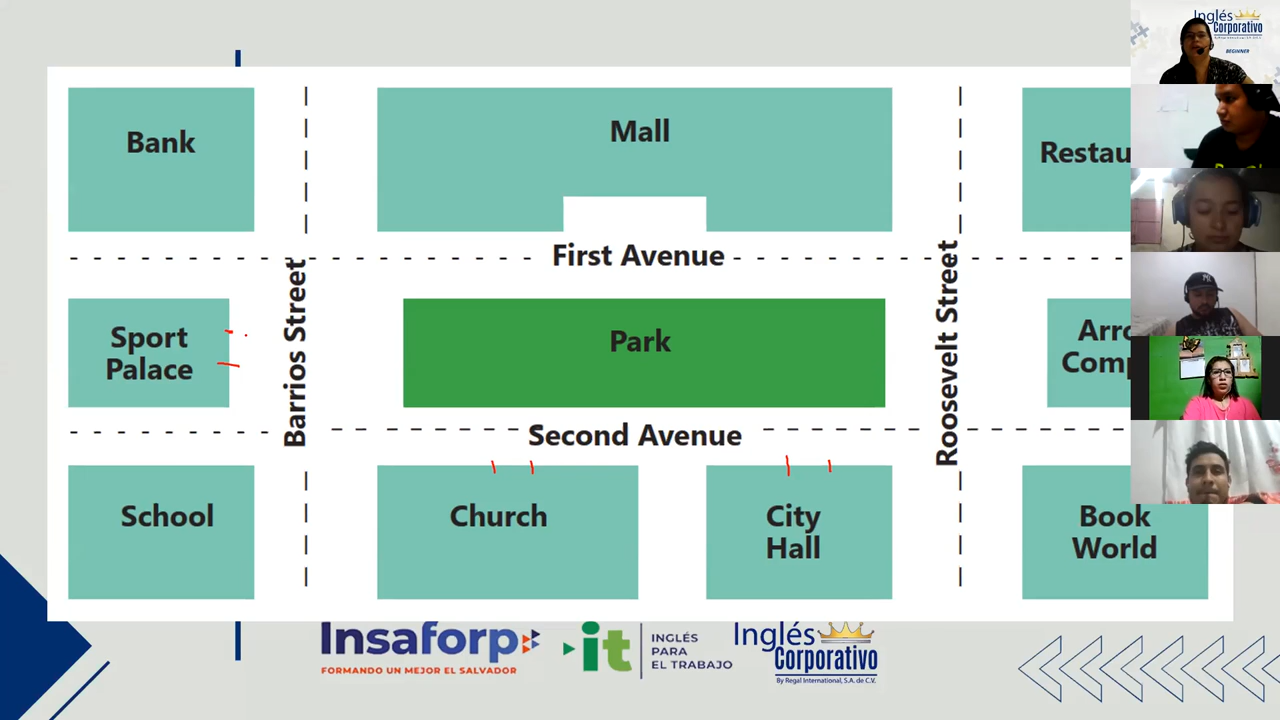 Inglés
Corporativo
BEGINNER
Bank
Mall
Restau
First Avenue
Barrios Street
Roosevelt Street
Sport
Palace
Park
Arro
Comp
Second Avenue
School
Church
City
Hall
Book
World
Insaforp
FORMANDO UN MEJOR EL SALVADOR
it
INGLÉS
PARA
EL TRABAJO
Inglés
Corporativo
By Regal International, S.A. de C.V.